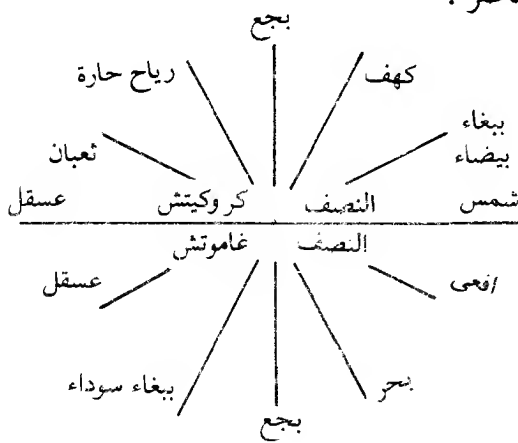 بجع
كهف
رياح حارة
ببغاء
بيضاء
ثعبان
شمس
النصف كروكيتش
عسقل
النصف غاموتش
افعى
عسقل
بحر
ببغاء سوداء
بجع